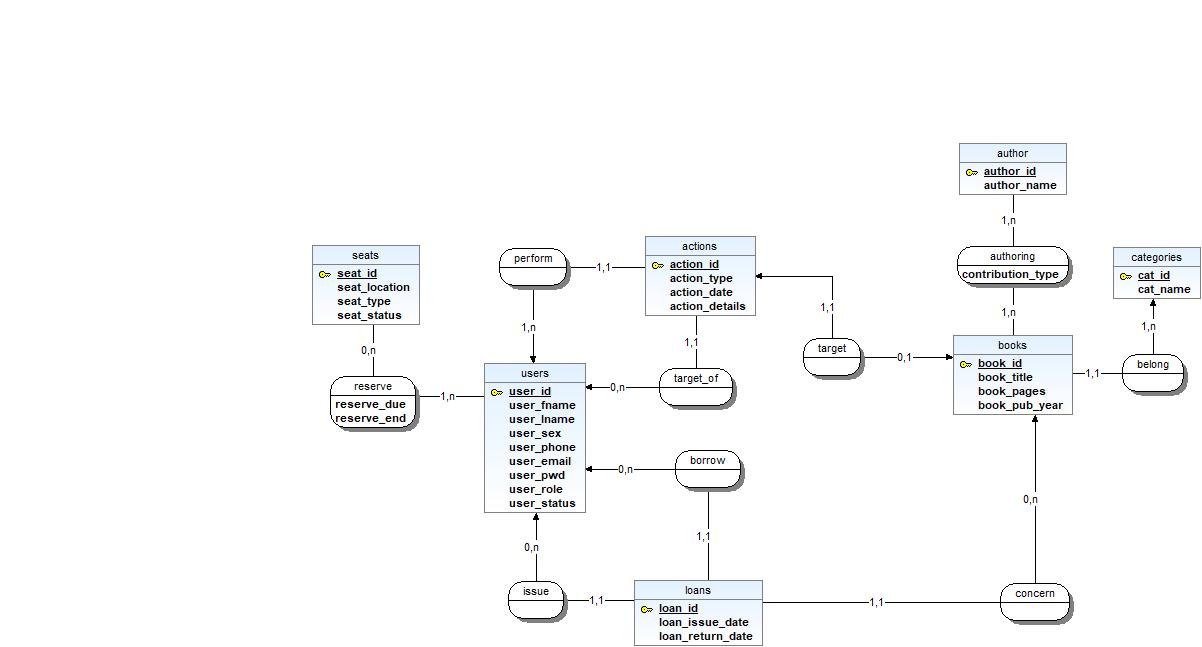 author
author_id
author_name
1,n
authoring
contribution_type
1,n
categories
cat_id
cat_name
1,n
belong
1,1
books
book_id
book_title
book_pages
book_pub_year
actions
action_id
action_type
action_date
action_details
1,1
target
0,1
perform
1,1
1,n
1,1
target_of
0,n
seats
seat_id
seat_location
seat_type
seat_status
0,n
reserve
reserve_due
reserve_end
1,n
users
user_id
user_fname
user_lname
user_sex
user_phone
user_email
user_pwd
user_role
user_status
0,n
borrow
1,1
0,n
issue
1,1
loans
loan_id
loan_issue_date
loan_return_date
1,1
concern
0,n